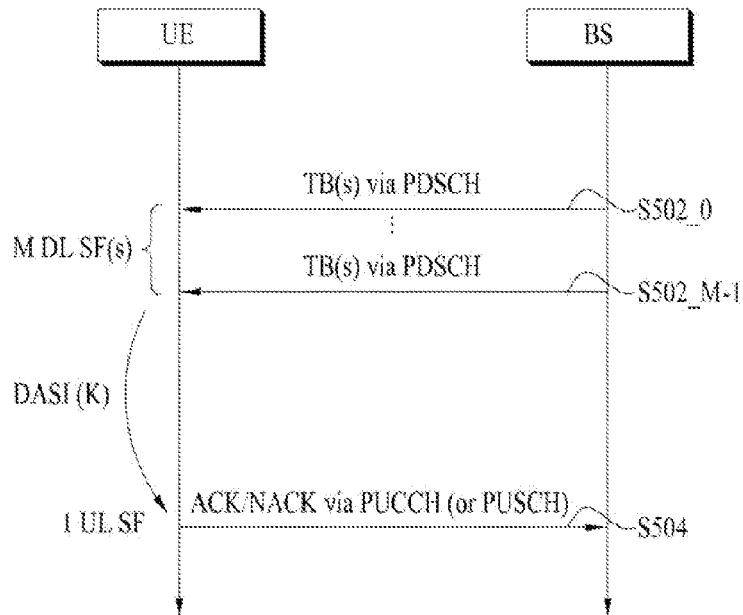 UE
BS
TB(s) via PDSCH
S502_0
⋮
M DL SF(s)
TB(s) via PDSCH
S502_M-1
DASI (K)
ACK/NACK via PUCCH (or PUSCH)
1 UL SF
S504